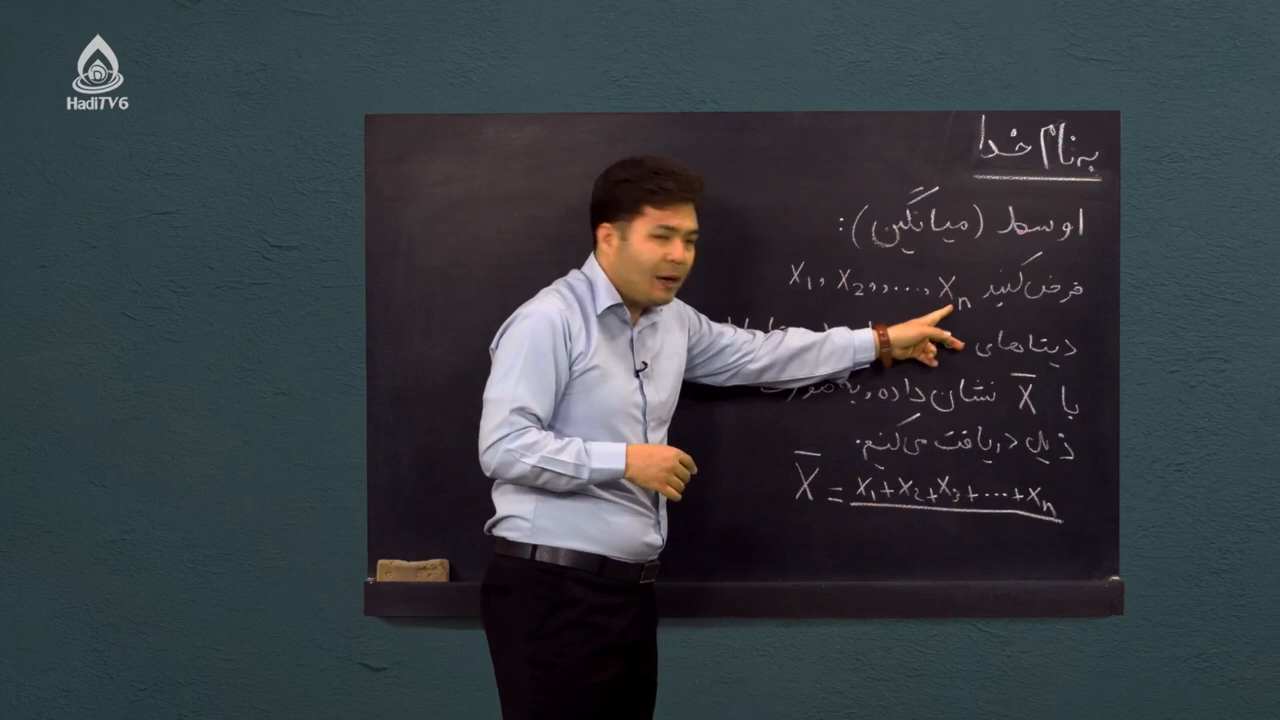 HadiTV6
به نام خدا
اوسط (میانگین):
فرض کنید X₁, X₂, ,...., Xₙ
دیتاهای
با X̅ نشان داده، به صورت
ذیل دریافت می‌کنیم.
X̅ = X₁+X₂+X₃+...+Xₙ